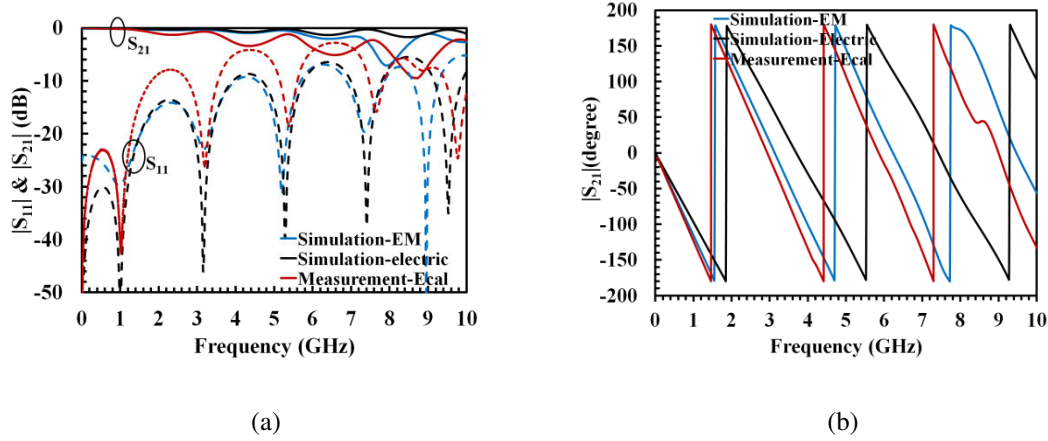 |S11| & |S21| (dB)
0
-10
-20
-30
-40
-50
S21
S11
Simulation-EM
Simulation-electric
Measurement-Ecal
0 1 2 3 4 5 6 7 8 9 10
Frequency (GHz)
(a)
|S21|(degree)
200
150
100
50
0
-50
-100
-150
-200
Simulation-EM
Simulation-Electric
Measurement-Ecal
0 1 2 3 4 5 6 7 8 9 10
Frequency (GHz)
(b)